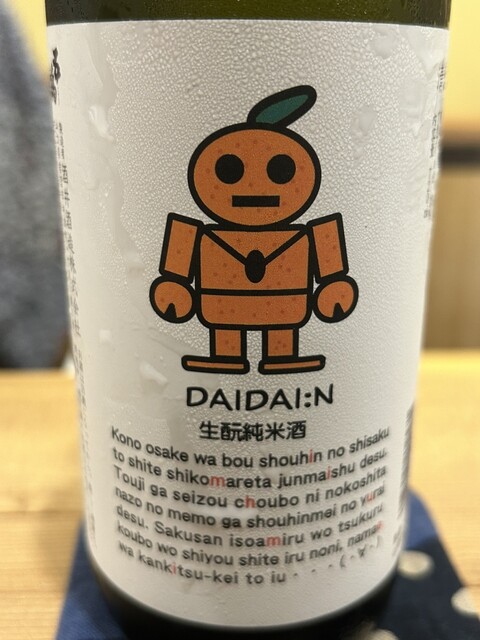 DAIDAI:N
生酛純米酒
Kono osake wa bou shouhin no shisaku
to shite shikomareta junmaishu desu.
Touji ga seizou choubo ni nokoshita
nazo no memo ga shouhinmei no yurai
desu. Sakusan isoamiru wo tsukuru
koubo wo shiyou shite iru noni, namae
wa kankitsu-kei to iu・・・(・∀・)